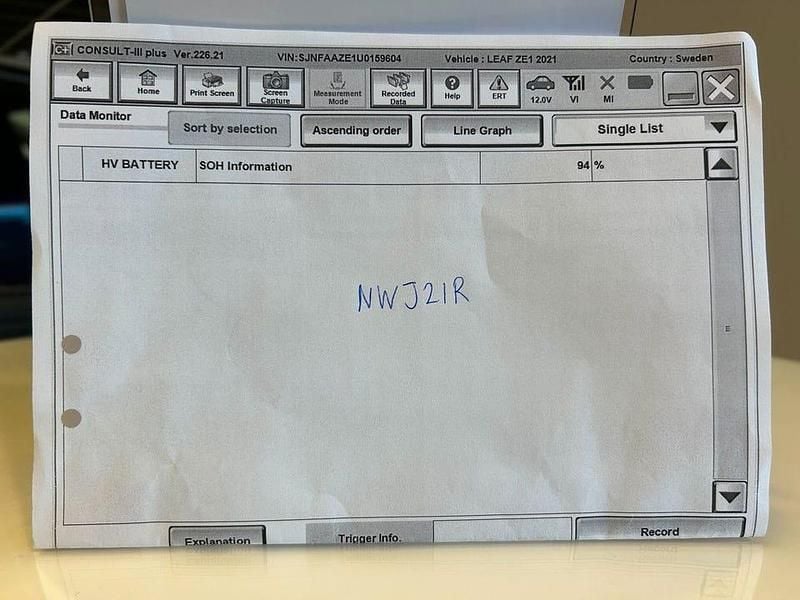 C+ CONSULT-III plus Ver.226.21 VIN:SJNFAAZE1U0159604 Vehicle : LEAF ZE1 2021 Country : Sweden
Back Home Print Screen Screen Capture Measurement Mode Recorded Data Help ERT 12.0V VI MI
Data Monitor Sort by selection Ascending order Line Graph Single List
HV BATTERY SOH Information 94 %
NWJ21R
Explanation Trigger Info. Record